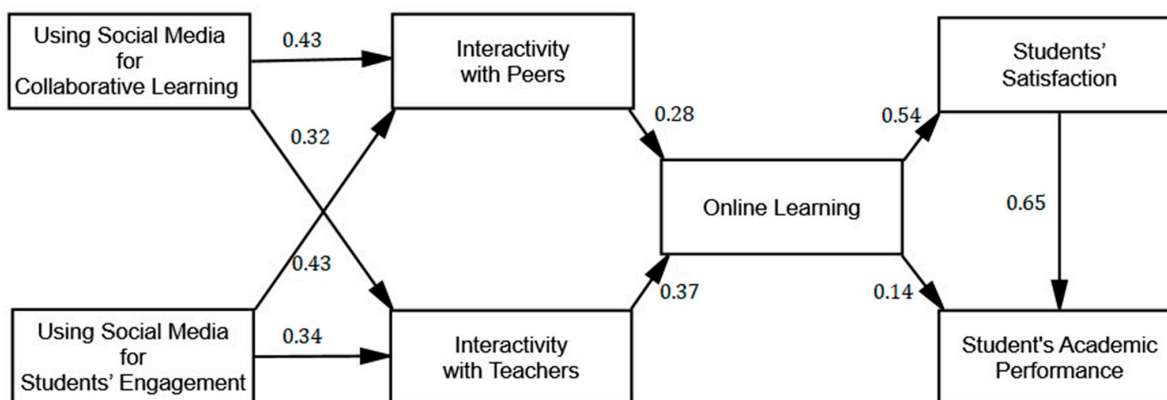 Using Social Media
for
Collaborative Learning
0.43
Interactivity
with Peers
Students’
Satisfaction
0.28
0.54
0.32
Online Learning
0.65
0.43
0.37
0.14
Using Social Media
for
Students’ Engagement
0.34
Interactivity
with Teachers
Student's Academic
Performance